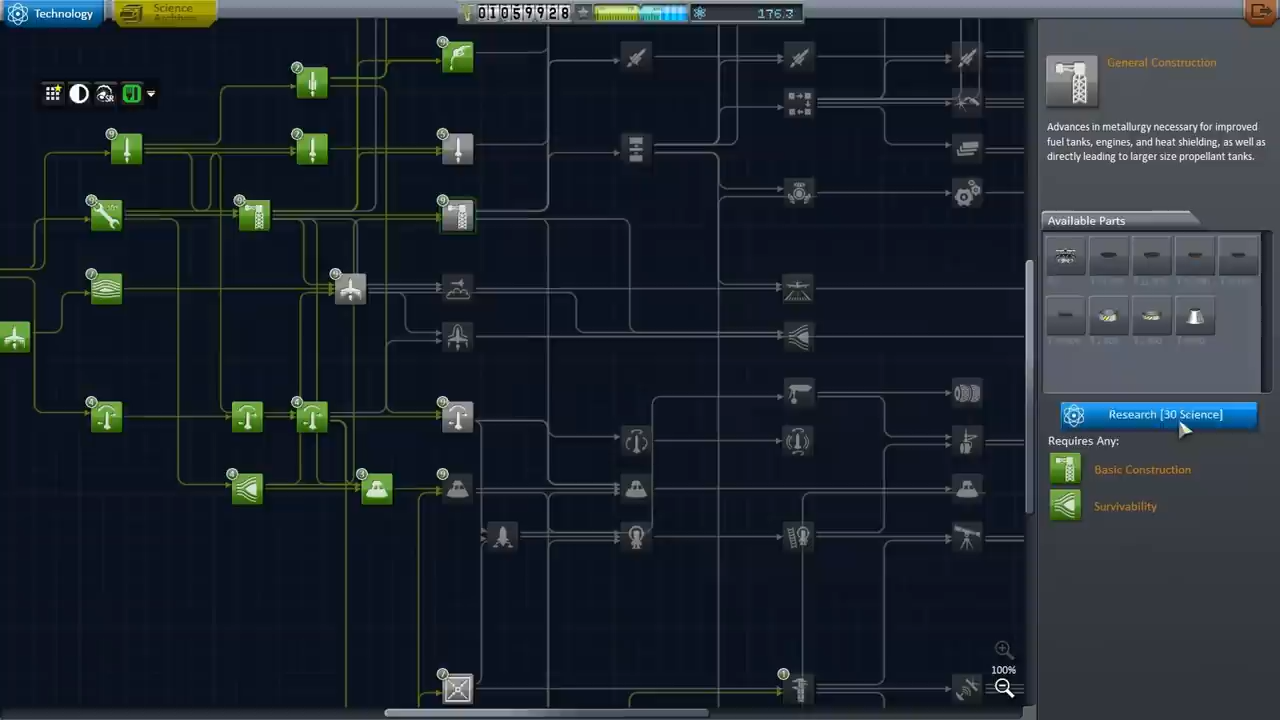 Technology
Science
Archives
01059928
176.3
SR
General Construction
Advances in metallurgy necessary for improved
fuel tanks, engines, and heat shielding, as well as
directly leading to larger size propellant tanks.
Available Parts
Research [30 Science]
Requires Any:
Basic Construction
Survivability
100%